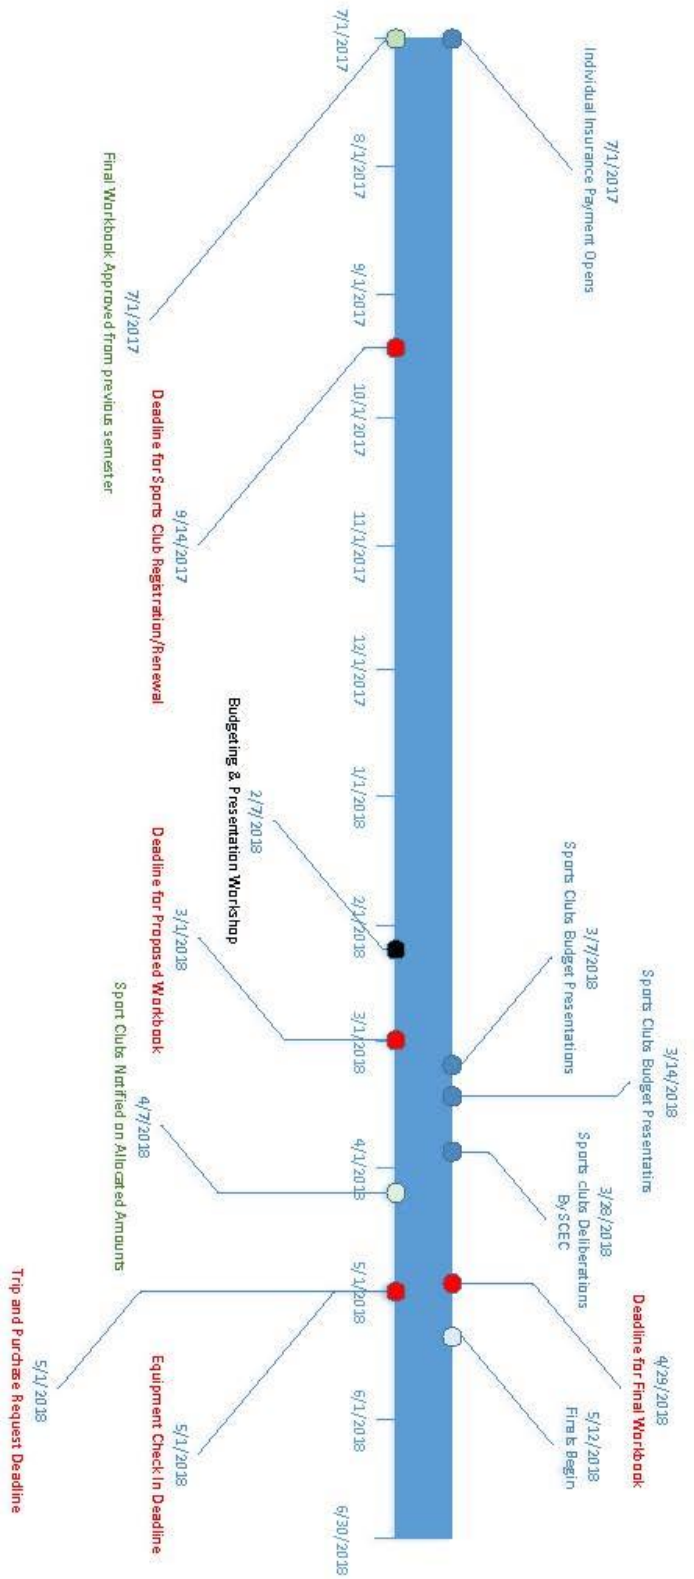 7/1/2017
Individual Insurance Payment Opens
3/7/2018
Sports Clubs Budget Presentations
3/14/2018
Sports Clubs Budget Presentatins
3/28/2018
Sports clubs Deliberations
By SCEC
4/29/2018
Deadline for Final Workbook
5/12/2018
Finals Begin
7/1/2017
8/1/2017
9/1/2017
10/1/2017
11/1/2017
12/1/2017
1/1/2018
2/1/2018
3/1/2018
4/1/2018
5/1/2018
6/1/2018
6/30/2018
7/1/2017
Final Workbook Approved from previous semester
9/14/2017
Deadline for Sports Club Registration/Renewal
2/7/2018
Budgeting & Presentation Workshop
3/1/2018
Deadline for Proposed Workbook
4/7/2018
Sport Clubs Notified on Allocated Amounts
5/1/2018
Equipment Check In Deadline
5/1/2018
Trip and Purchase Request Deadline